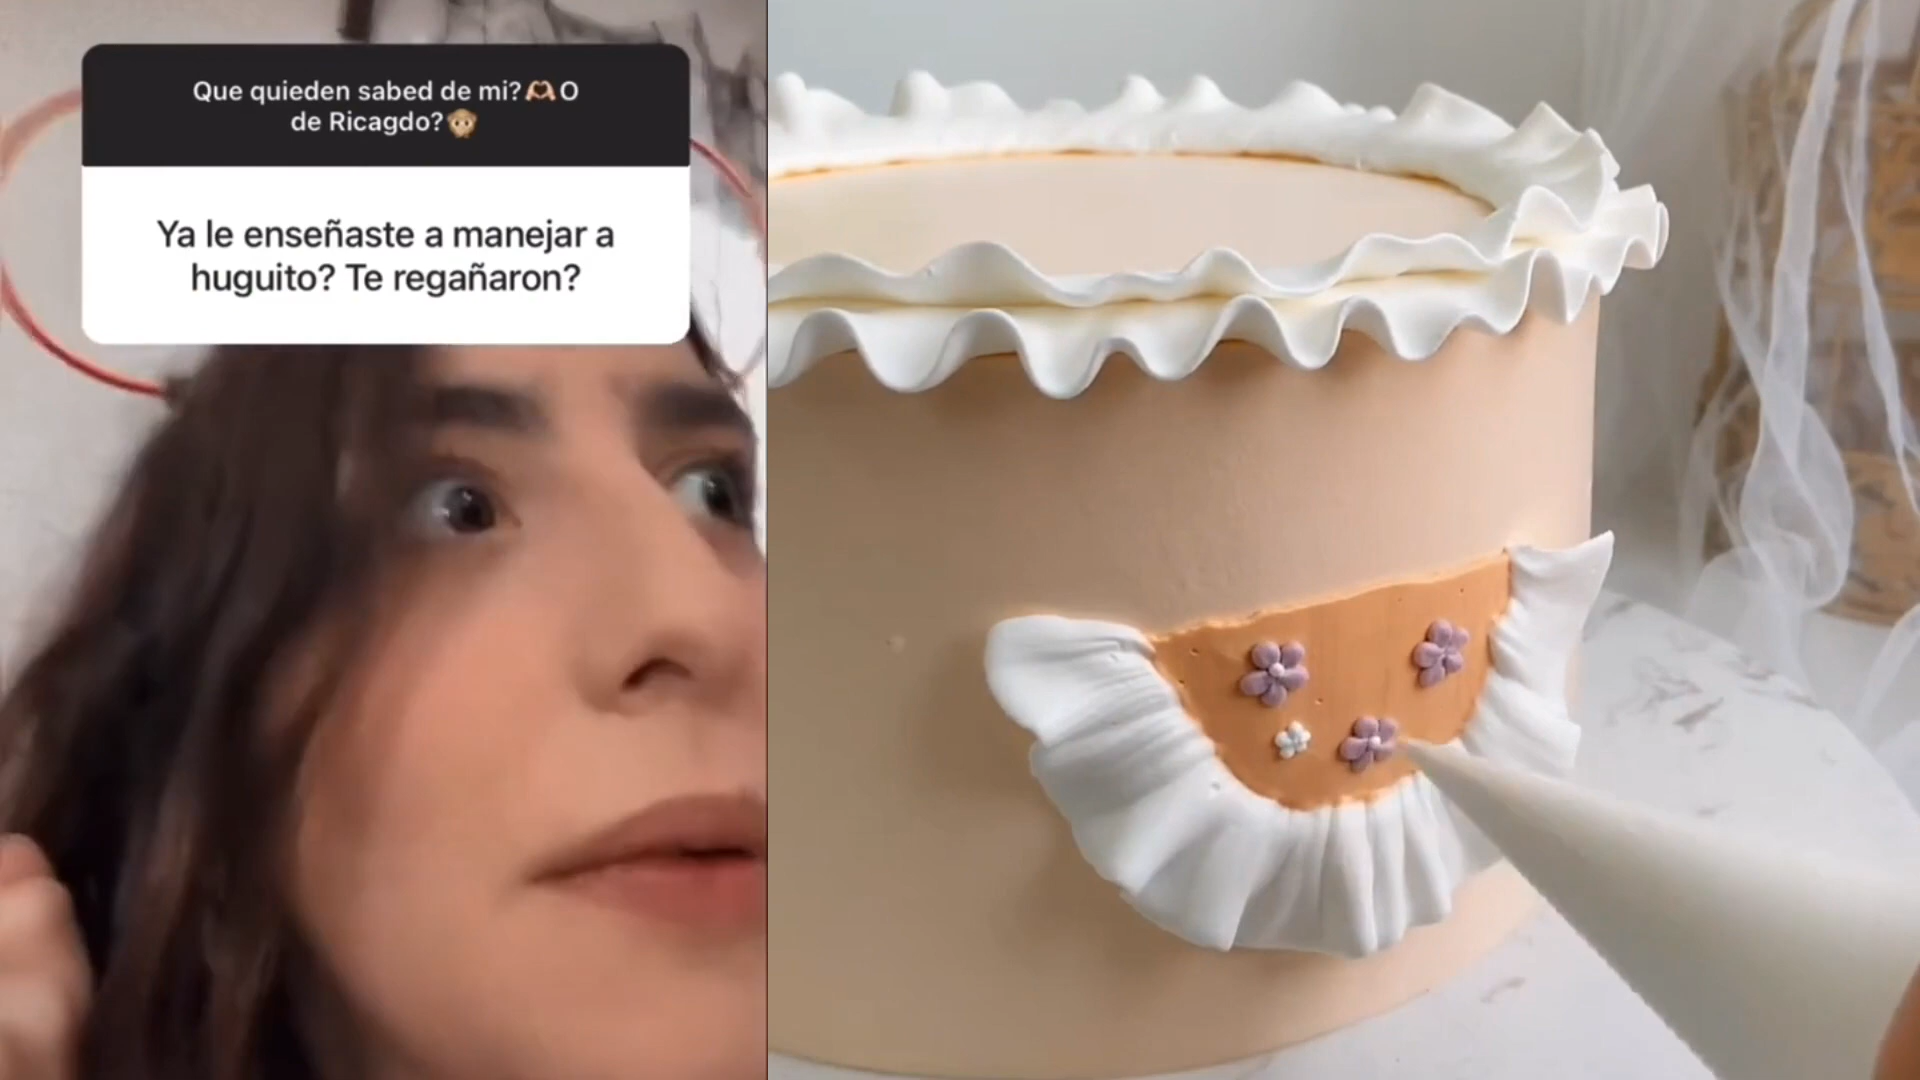 Que quieden sabed de mi?🫶🏼O
de Ricagdo?🙊
Ya le enseñaste a manejar a
huguito? Te regañaron?